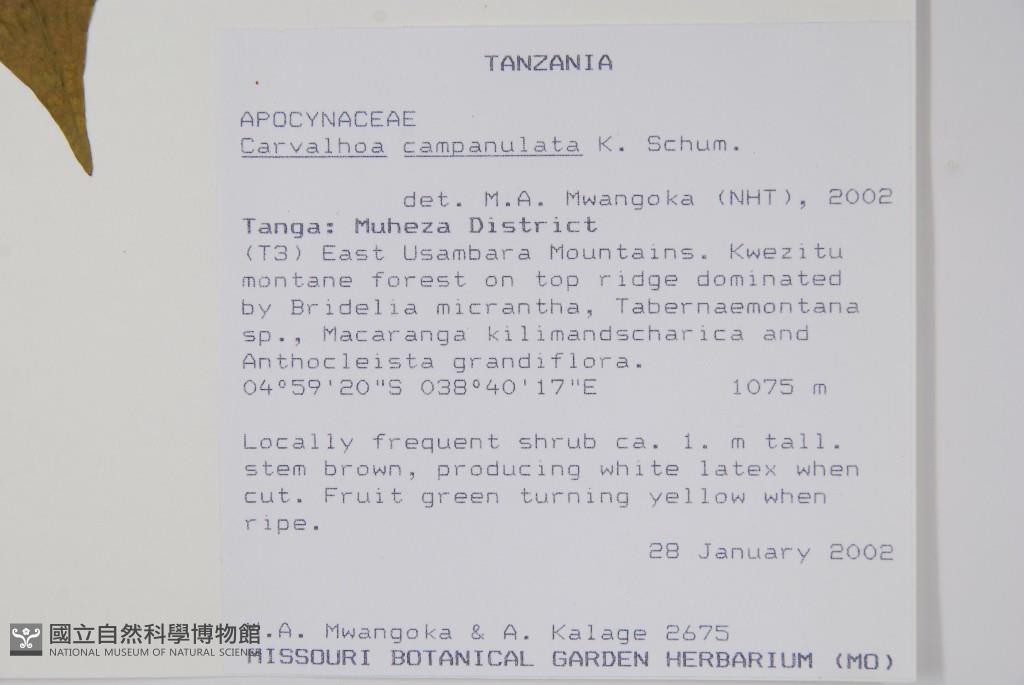 TANZANIA
APOCYNACEAE
Carvalhoa campanulata K. Schum.
det. M.A. Mwangoka (NHT), 2002
Tanga: Muheza District
(T3) East Usambara Mountains. Kwezitu
montane forest on top ridge dominated
by Bridelia micrantha, Tabernaemontana
sp., Macaranga kilimandscharica and
Anthocleista grandiflora.
04°59'20"S 038°40'17"E 1075 m
Locally frequent shrub ca. 1. m tall.
stem brown, producing white latex when
cut. Fruit green turning yellow when
ripe.
28 January 2002
M.A. Mwangoka & A. Kalage 2675
MISSOURI BOTANICAL GARDEN HERBARIUM (MO)
國立自然科學博物館
NATIONAL MUSEUM OF NATURAL SCIENCE